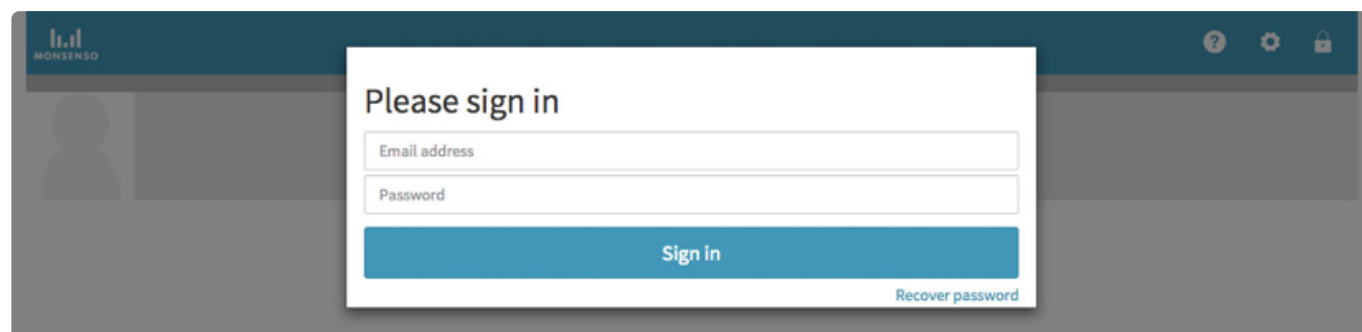 MONSENSO
Please sign in
Email address
Password
Sign in
Recover password